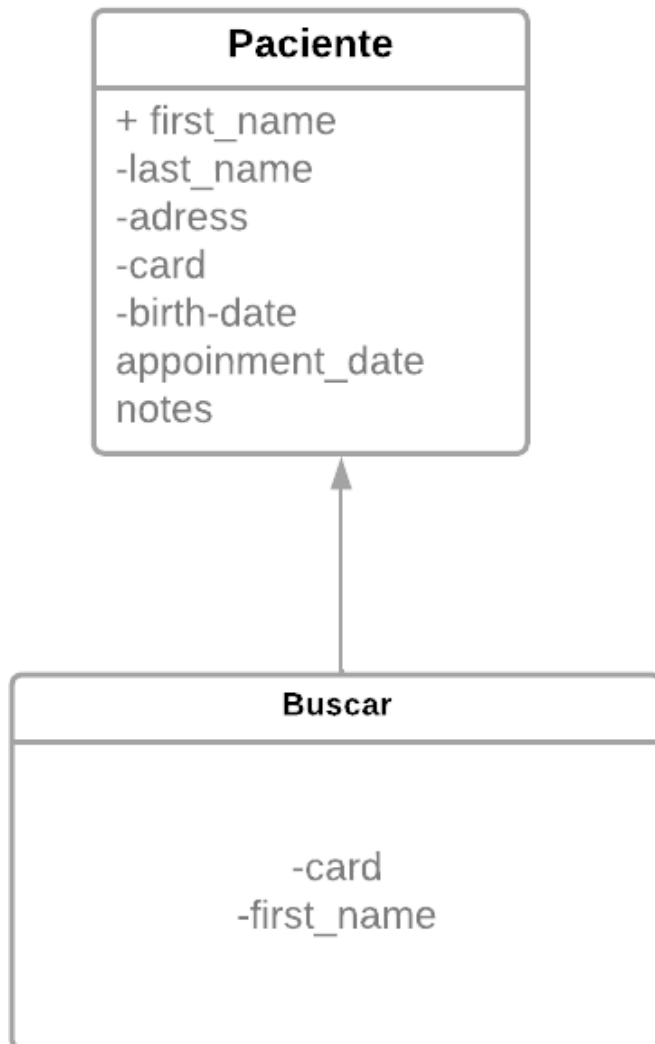 Paciente
+ first_name
-last_name
-adress
-card
-birth-date
appoinment_date
notes
Buscar
-card
-first_name